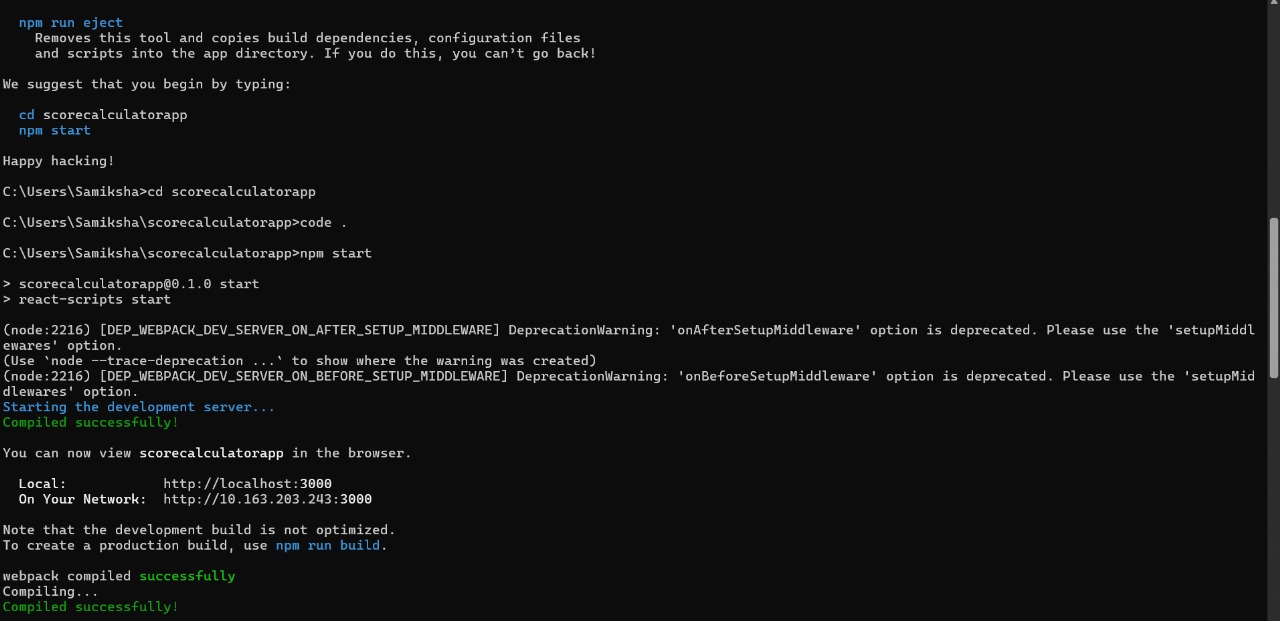 npm run eject
Removes this tool and copies build dependencies, configuration files
and scripts into the app directory. If you do this, you can’t go back!
We suggest that you begin by typing:
cd scorecalculatorapp
npm start
Happy hacking!
C:\Users\Samiksha>cd scorecalculatorapp
C:\Users\Samiksha\scorecalculatorapp>code .
C:\Users\Samiksha\scorecalculatorapp>npm start
> scorecalculatorapp@0.1.0 start
> react-scripts start
(node:2216) [DEP_WEBPACK_DEV_SERVER_ON_AFTER_SETUP_MIDDLEWARE] DeprecationWarning: 'onAfterSetupMiddleware' option is deprecated. Please use the 'setupMiddl
ewares' option.
(Use `node --trace-deprecation ...` to show where the warning was created)
(node:2216) [DEP_WEBPACK_DEV_SERVER_ON_BEFORE_SETUP_MIDDLEWARE] DeprecationWarning: 'onBeforeSetupMiddleware' option is deprecated. Please use the 'setupMid
dlewares' option.
Starting the development server...
Compiled successfully!
You can now view scorecalculatorapp in the browser.
Local: http://localhost:3000
On Your Network: http://10.163.203.243:3000
Note that the development build is not optimized.
To create a production build, use npm run build.
webpack compiled successfully
Compiling...
Compiled successfully!